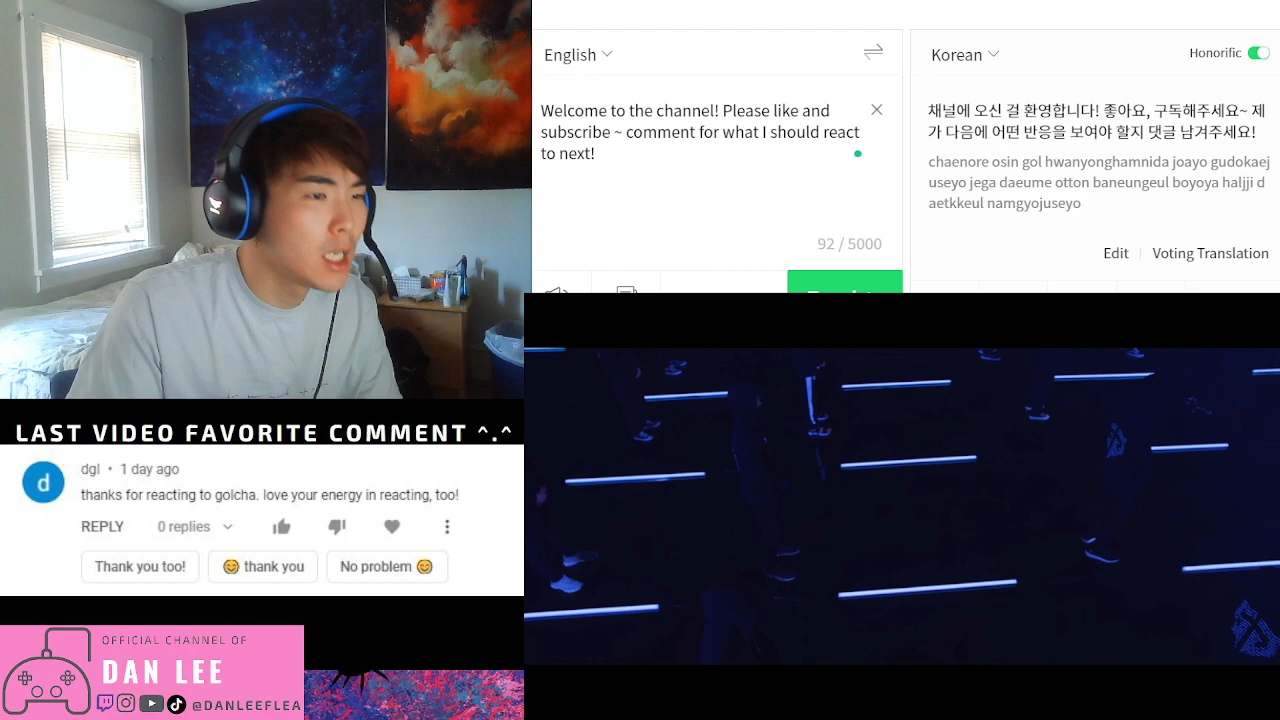 English
Welcome to the channel! Please like and
subscribe ~ comment for what I should react
to next!
92 / 5000
Korean
Honorific
채널에 오신 걸 환영합니다! 좋아요, 구독해주세요~ 제
가 다음에 어떤 반응을 보여야 할지 댓글 남겨주세요!
chaenore osin gol hwanyonghamnida joayo gudokaej
useyo jega daeume otton baneungeul boyoya haljji d
aetkkeul namgyojuseyo
Edit
Voting Translation
LAST VIDEO FAVORITE COMMENT ^.^
d
dgl • 1 day ago
thanks for reacting to golcha. love your energy in reacting, too!
REPLY
0 replies
Thank you too!
😊 thank you
No problem 😊
OFFICIAL CHANNEL OF
DAN LEE
@DANLEEFLEA